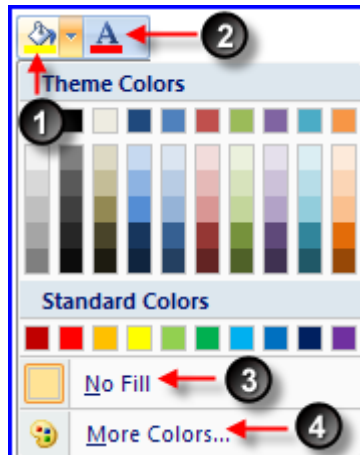 A 2
Theme Colors
1
Standard Colors
No Fill 3
More Colors... 4